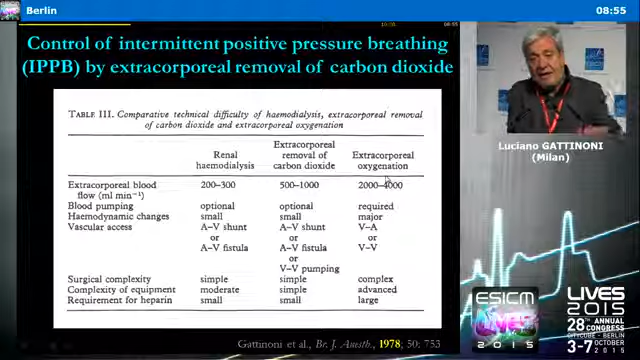 Berlin
08:55
10:00
08:55
Control of intermittent positive pressure breathing
(IPPB) by extracorporeal removal of carbon dioxide
TABLE III. Comparative technical difficulty of haemodialysis, extracorporeal removal
of carbon dioxide and extracorporeal oxygenation
Renal haemodialysis
Extracorporeal removal of carbon dioxide
Extracorporeal oxygenation
Extracorporeal blood flow (ml min⁻¹) 200–300 500–1000 2000–4000
Blood pumping optional optional required
Haemodynamic changes small small major
Vascular access A–V shunt A–V shunt V–A
or or or
A–V fistula A–V fistula V–V
or
V–V pumping
Surgical complexity simple simple complex
Complexity of equipment moderate simple advanced
Requirement for heparin small small large
Gattinoni et al., Br. J. Anesth., 1978; 50: 753
Luciano GATTINONI
(Milan)
ESICM
LIVES
2015
28TH ANNUAL
CONGRESS
CITYCUBE - BERLIN
3-7 OCTOBER
2015